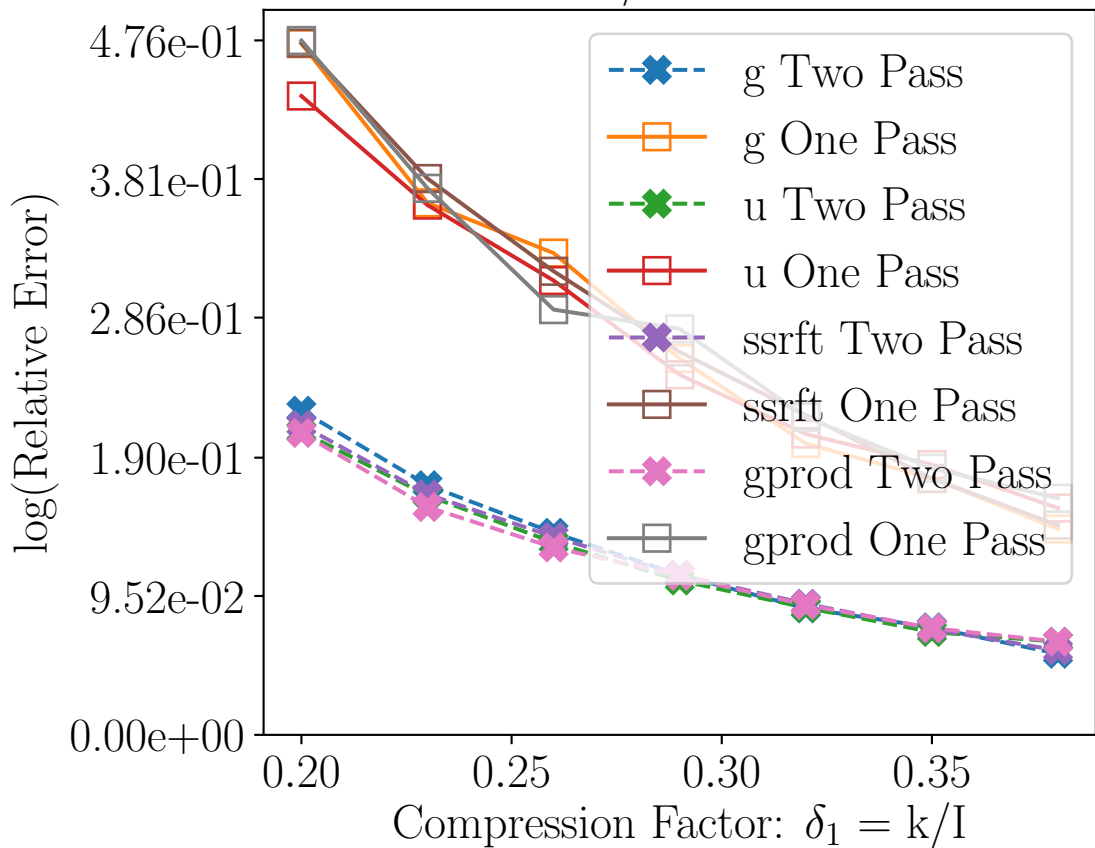 4.76e-01
3.81e-01
2.86e-01
1.90e-01
9.52e-02
0.00e+00
log(Relative Error)
g Two Pass
g One Pass
u Two Pass
u One Pass
ssrft Two Pass
ssrft One Pass
gprod Two Pass
gprod One Pass
0.20 0.25 0.30 0.35
Compression Factor: δ₁ = k/I